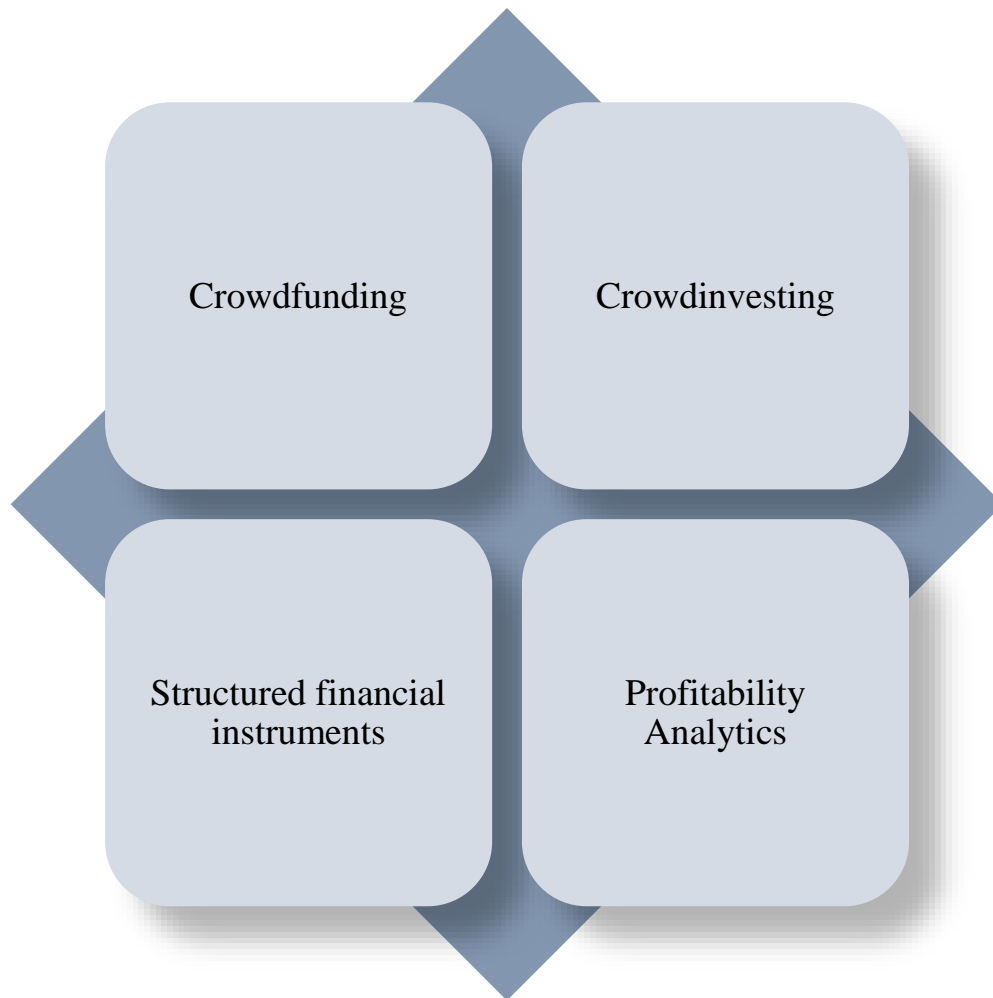 Crowdfunding
Crowdinvesting
Structured financial
instruments
Profitability
Analytics